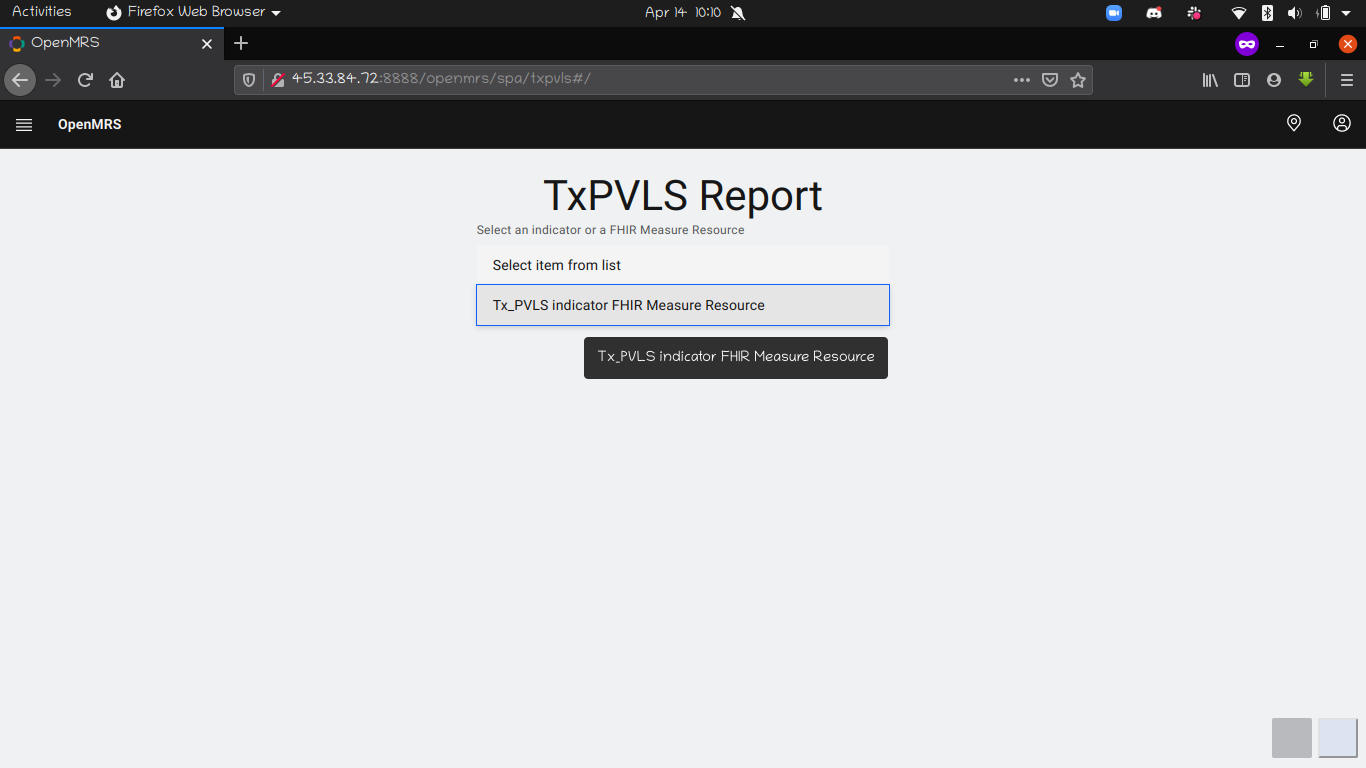 Activities Firefox Web Browser Apr 14 10:10
OpenMRS
45.33.84.72:8888/openmrs/spa/txpvls#/
OpenMRS
TxPVLS Report
Select an indicator or a FHIR Measure Resource
Select item from list
Tx_PVLS indicator FHIR Measure Resource
Tx_PVLS indicator FHIR Measure Resource